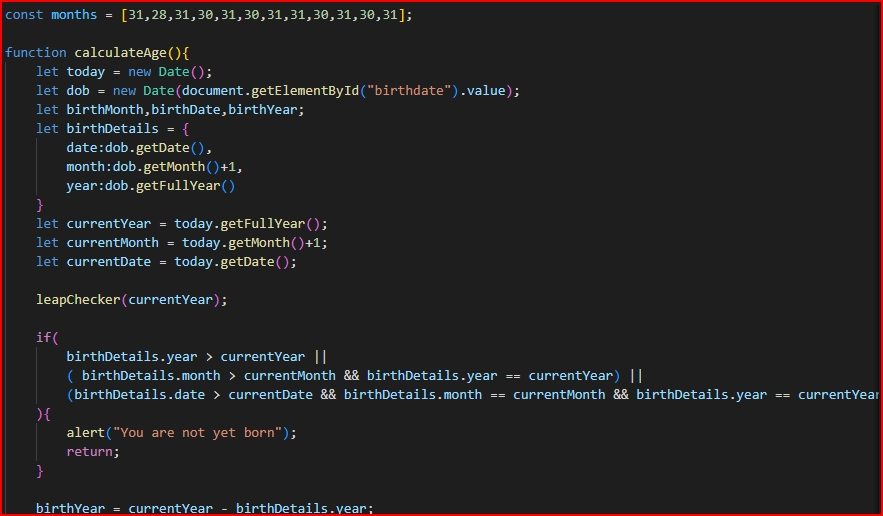 const months = [31,28,31,30,31,30,31,31,30,31,30,31];
function calculateAge(){
let today = new Date();
let dob = new Date(document.getElementById("birthdate").value);
let birthMonth,birthDate,birthYear;
let birthDetails = {
date:dob.getDate(),
month:dob.getMonth()+1,
year:dob.getFullYear()
}
let currentYear = today.getFullYear();
let currentMonth = today.getMonth()+1;
let currentDate = today.getDate();
leapChecker(currentYear);
if(
birthDetails.year > currentYear ||
( birthDetails.month > currentMonth && birthDetails.year == currentYear) ||
(birthDetails.date > currentDate && birthDetails.month == currentMonth && birthDetails.year == currentYear
){
alert("You are not yet born");
return;
}
birthYear = currentYear - birthDetails.year;